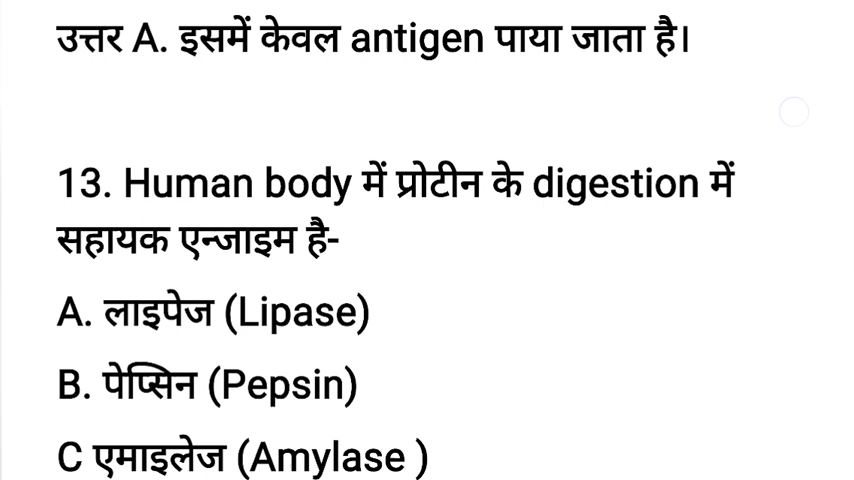 उत्तर A. इसमें केवल antigen पाया जाता है।
13. Human body में प्रोटीन के digestion में
सहायक एन्जाइम है-
A. लाइपेज (Lipase)
B. पेप्सिन (Pepsin)
C एमाइलेज (Amylase )